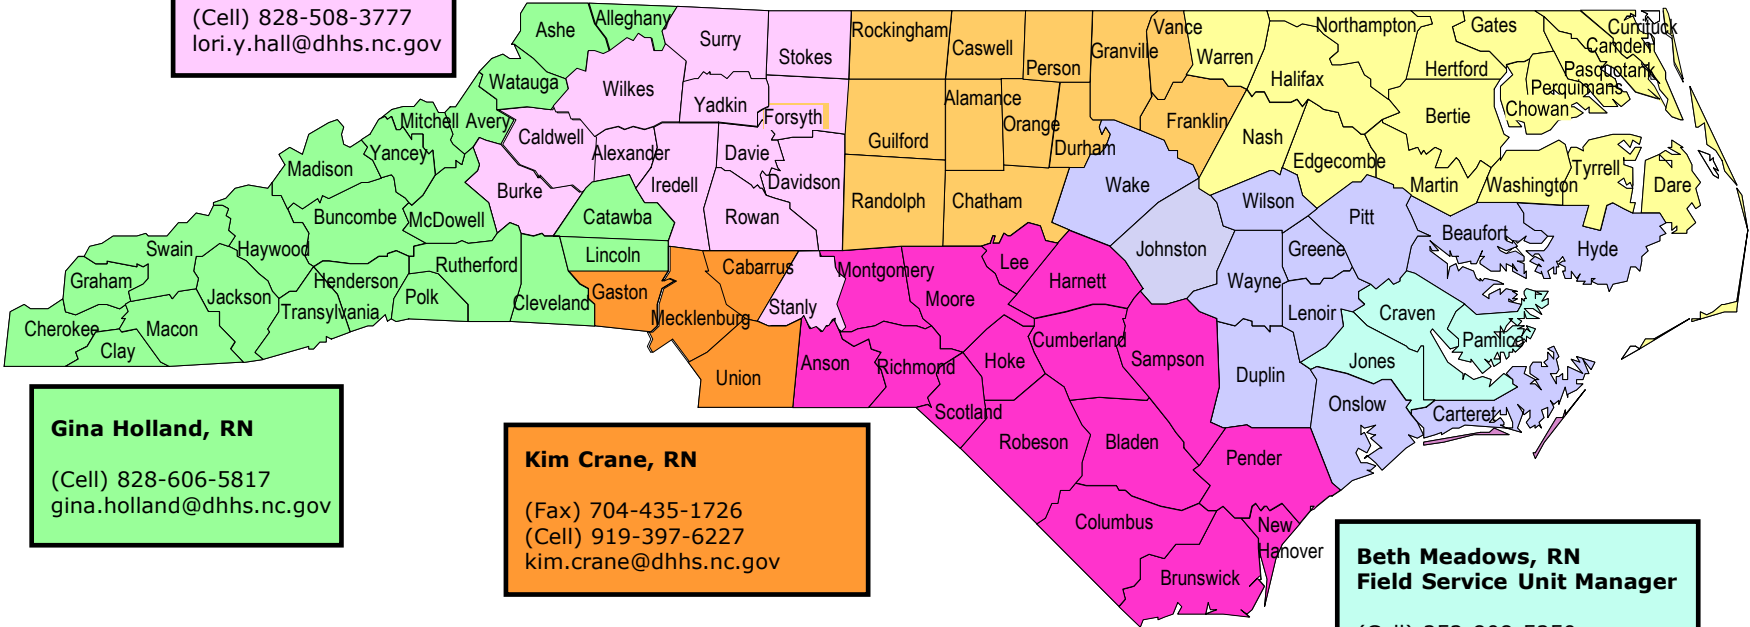 (Cell) 828-508-3777
lori.y.hall@dhhs.nc.gov
Ashe
Alleghany
Surry
Stokes
Rockingham
Caswell
Person
Granville
Vance
Warren
Northampton
Gates
Currituck
Camden
Pasquotank
Perquimans
Chowan
Hertford
Halifax
Bertie
Watauga
Wilkes
Yadkin
Forsyth
Guilford
Alamance
Orange
Durham
Franklin
Nash
Edgecombe
Martin
Washington
Tyrrell
Dare
Mitchell
Avery
Caldwell
Alexander
Davie
Iredell
Davidson
Madison
Yancey
Burke
Randolph
Chatham
Wake
Wilson
Pitt
Beaufort
Hyde
Buncombe
McDowell
Catawba
Rowan
Johnston
Greene
Wayne
Swain
Haywood
Lincoln
Rutherford
Henderson
Graham
Jackson
Transylvania
Polk
Cleveland
Gaston
Cabarrus
Mecklenburg
Stanly
Montgomery
Moore
Lee
Harnett
Lenoir
Craven
Pamlico
Cherokee
Macon
Clay
Union
Anson
Richmond
Hoke
Cumberland
Sampson
Duplin
Jones
Onslow
Carteret
Scotland
Robeson
Bladen
Pender
Columbus
New
Hanover
Brunswick
Gina Holland, RN
(Cell) 828-606-5817
gina.holland@dhhs.nc.gov
Kim Crane, RN
(Fax) 704-435-1726
(Cell) 919-397-6227
kim.crane@dhhs.nc.gov
Beth Meadows, RN
Field Service Unit Manager